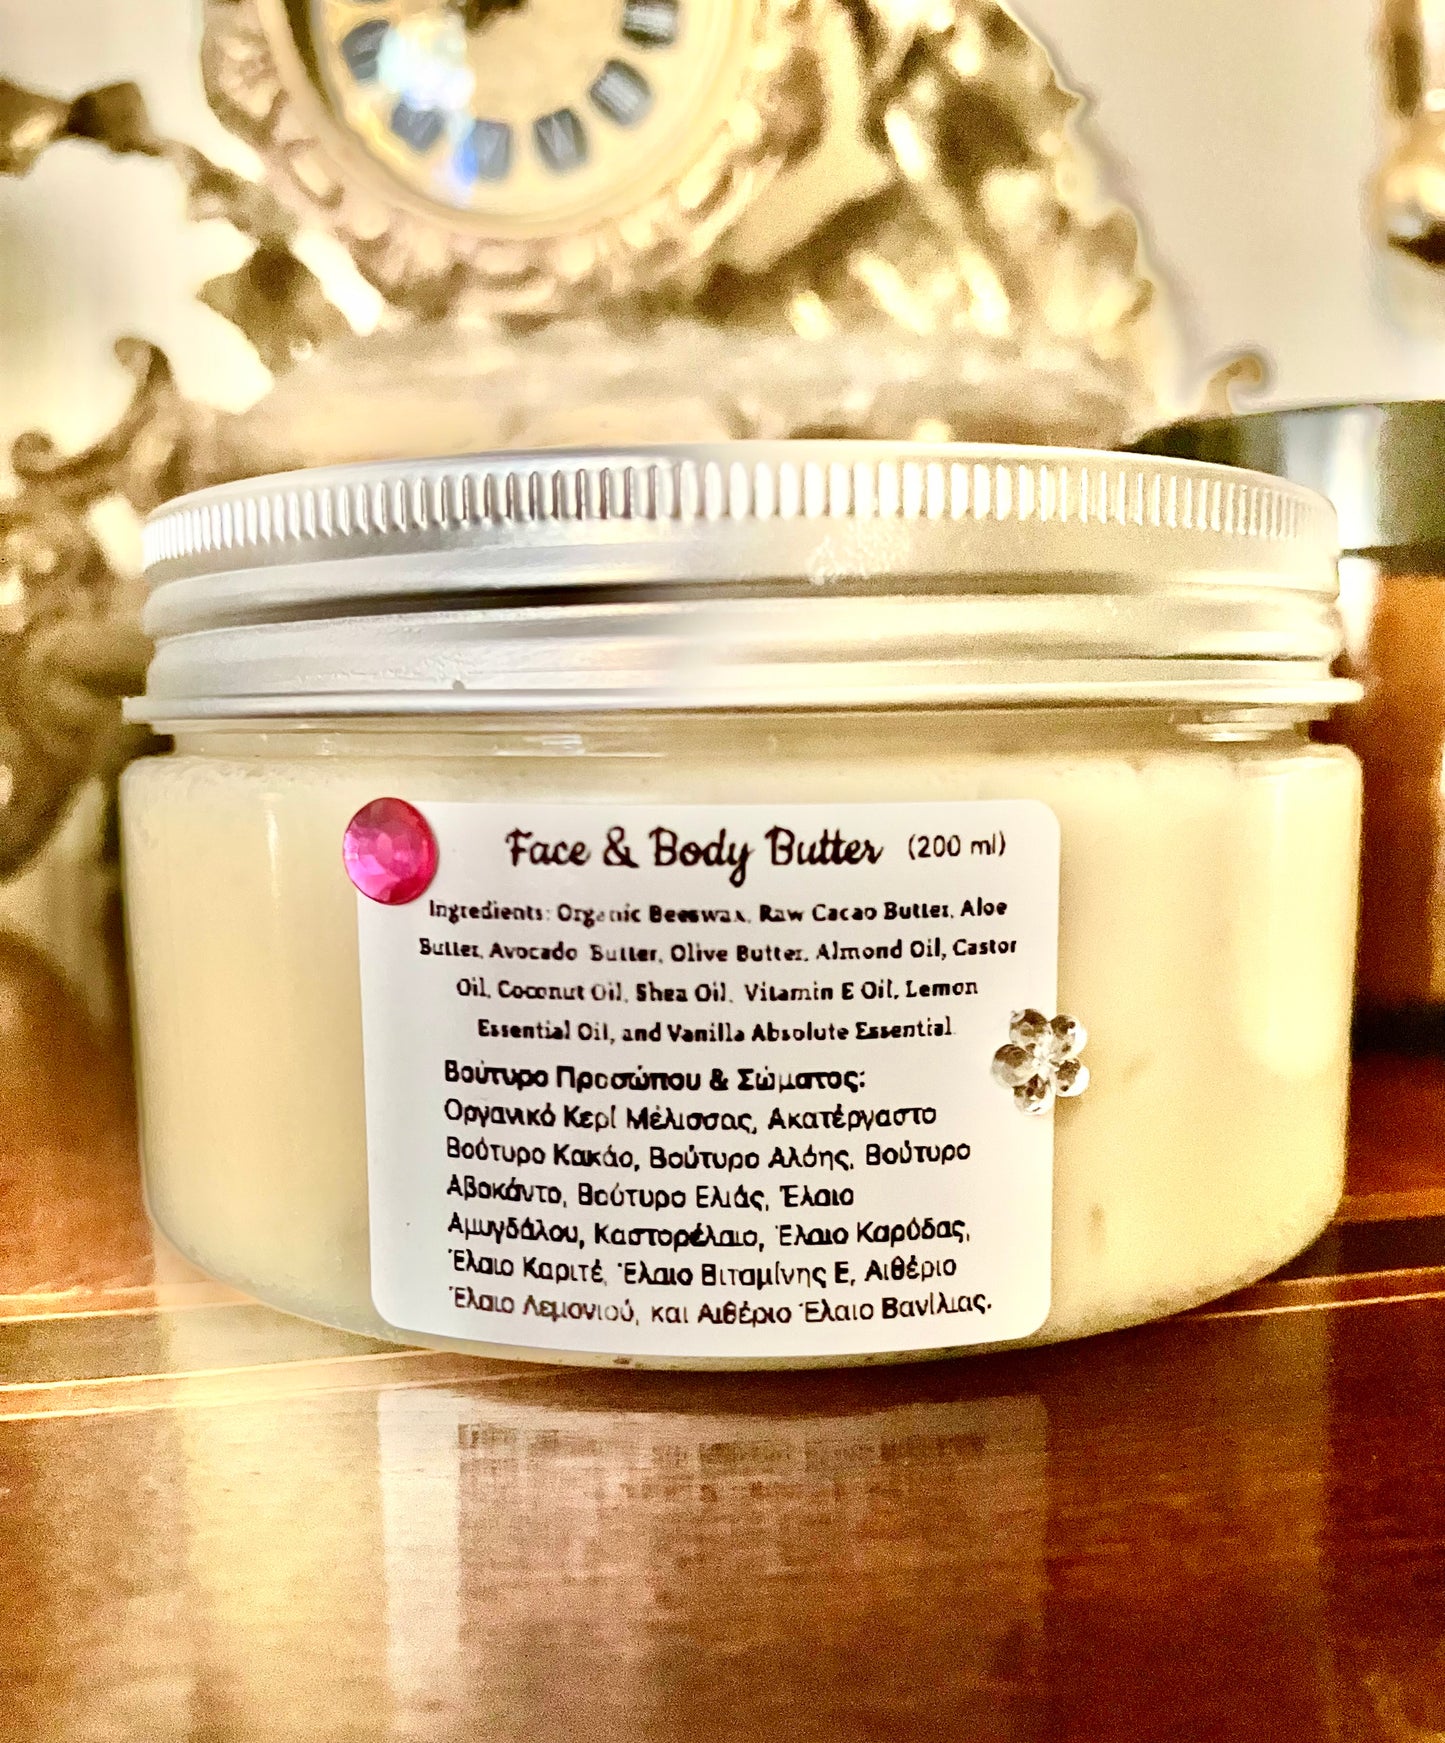 Face & Body Butter (200 ml)
Ingredients: Organic Beeswax, Raw Cacao Butter, Aloe
Butter, Avocado Butter, Olive Butter, Almond Oil, Castor
Oil, Coconut Oil, Shea Oil, Vitamin E Oil, Lemon
Essential Oil, and Vanilla Absolute Essential
Βούτυρο Προσώπου & Σώματος:
Οργανικό Κερί Μέλισσας, Ακατέργαστο
Βούτυρο Κακάο, Βούτυρο Αλόης, Βούτυρο
Αβοκάντο, Βούτυρο Ελιάς, Έλαιο
Αμυγδάλου, Καστορέλαιο, Έλαιο Καρύδας,
Έλαιο Καριτέ, Έλαιο Βιταμίνης Ε, Αιθέριο
Έλαιο Λεμονιού, και Αιθέριο Έλαιο Βανίλιας.